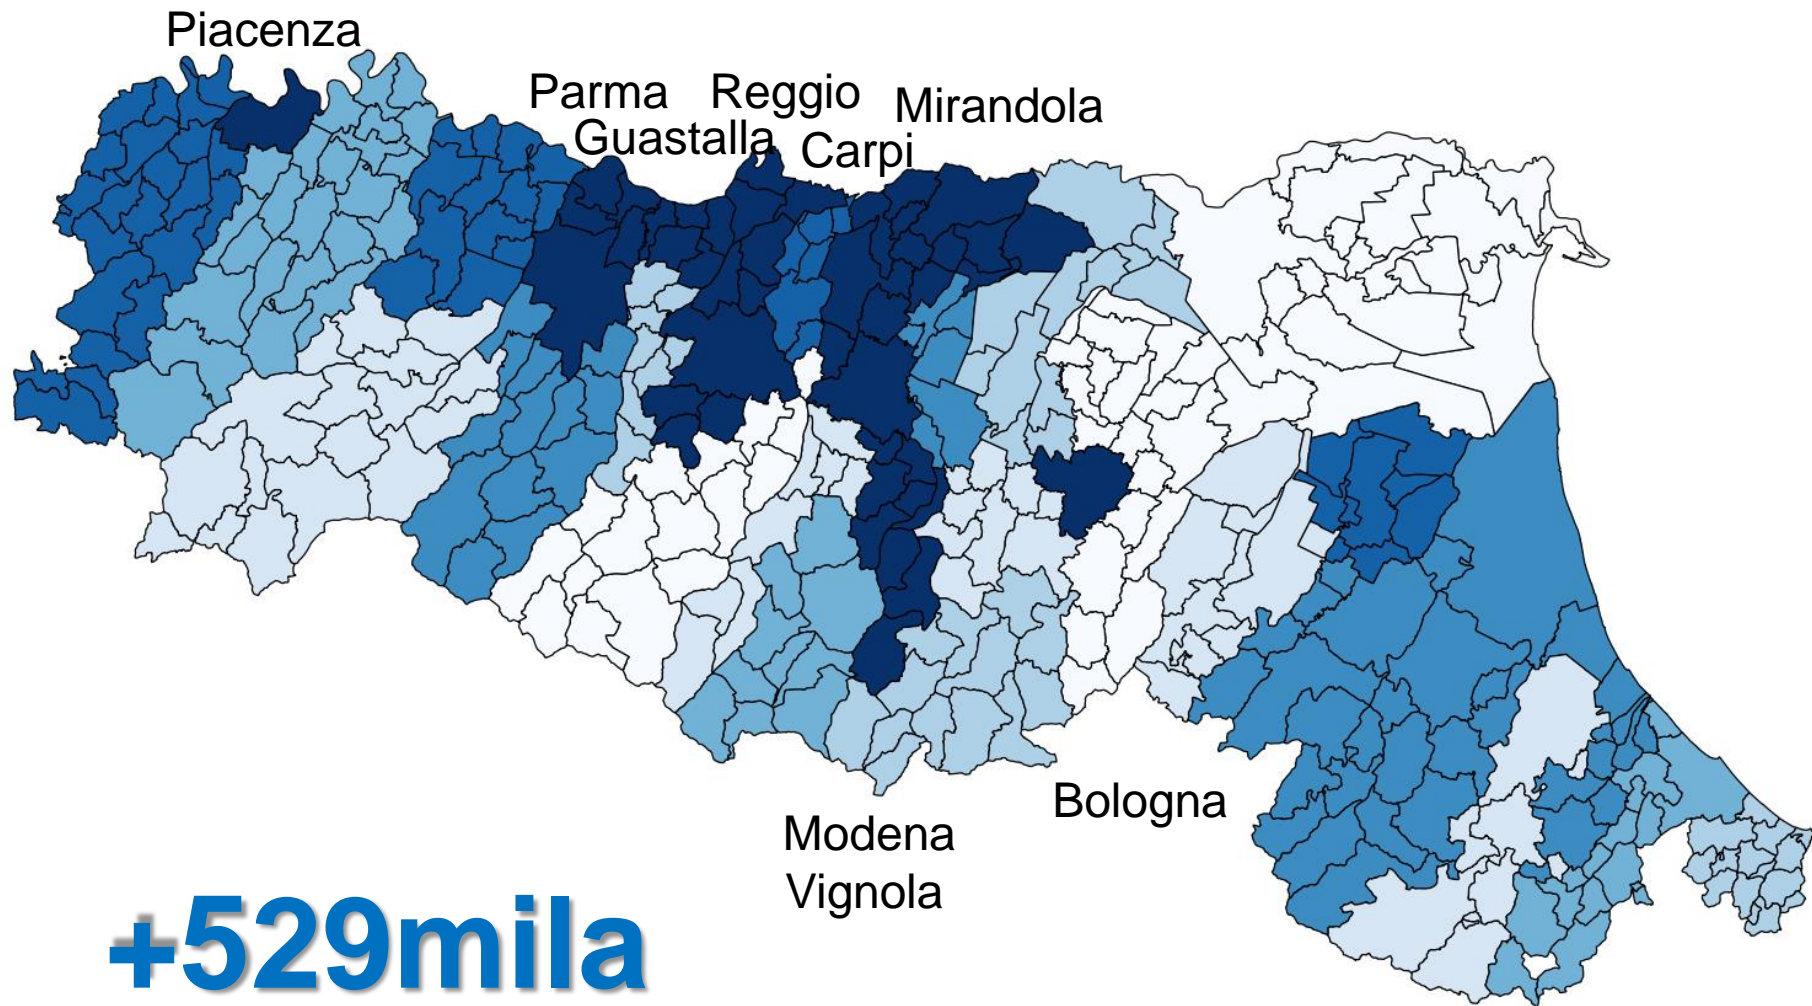 Piacenza
Parma
Reggio
Mirandola
Guastalla
Carpi
Bologna
Modena
Vignola
+529mila